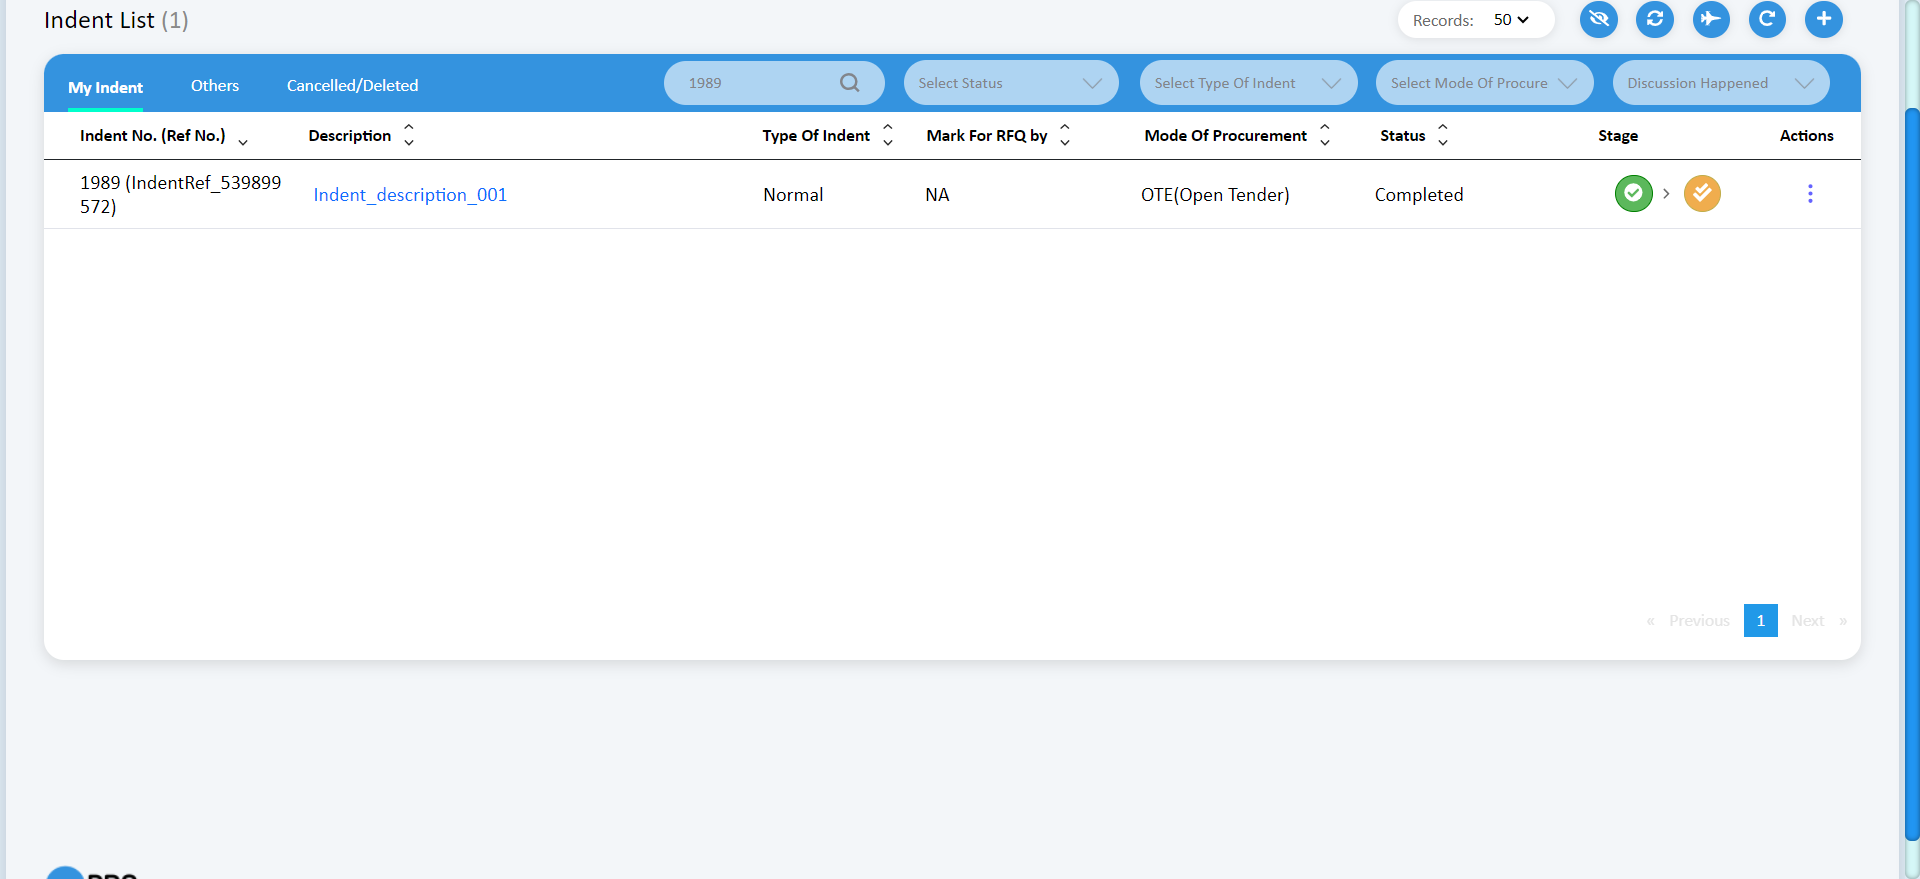 Indent List (1)
Records: 50
My Indent Others Cancelled/Deleted 1989 Select Status Select Type Of Indent Select Mode Of Procure Discussion Happened
Indent No. (Ref No.) Description Type Of Indent Mark For RFQ by Mode Of Procurement Status Stage Actions
1989 (IndentRef_539899
572)
Indent_description_001 Normal NA OTE(Open Tender) Completed
« Previous 1 Next »